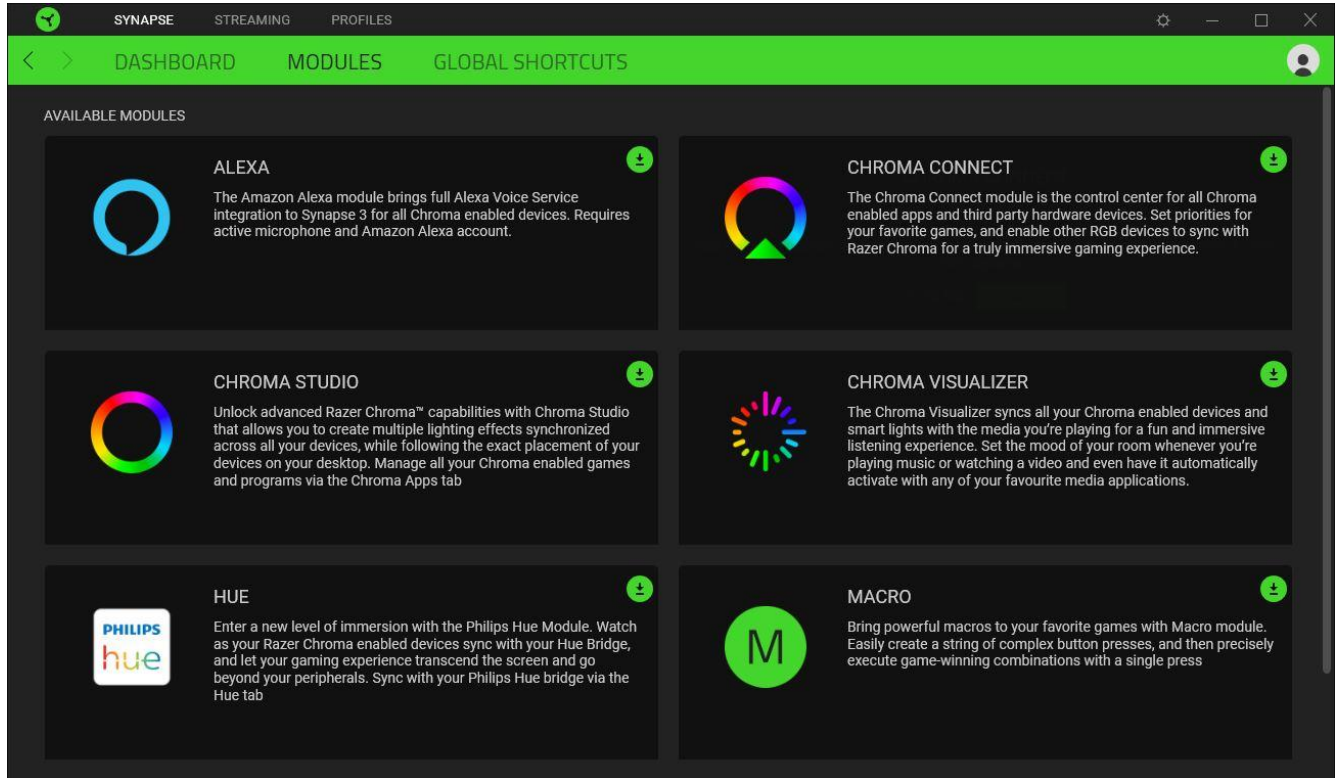 SYNAPSE STREAMING PROFILES
DASHBOARD MODULES GLOBAL SHORTCUTS
AVAILABLE MODULES
ALEXA
The Amazon Alexa module brings full Alexa Voice Service
integration to Synapse 3 for all Chroma enabled devices. Requires
active microphone and Amazon Alexa account.
CHROMA CONNECT
The Chroma Connect module is the control center for all Chroma
enabled apps and third party hardware devices. Set priorities for
your favorite games, and enable other RGB devices to sync with
Razer Chroma for a truly immersive gaming experience.
CHROMA STUDIO
Unlock advanced Razer Chroma™ capabilities with Chroma Studio
that allows you to create multiple lighting effects synchronized
across all your devices, while following the exact placement of your
devices on your desktop. Manage all your Chroma enabled games
and programs via the Chroma Apps tab
CHROMA VISUALIZER
The Chroma Visualizer syncs all your Chroma enabled devices and
smart lights with the media you're playing for a fun and immersive
listening experience. Set the mood of your room whenever you're
playing music or watching a video and even have it automatically
activate with any of your favourite media applications.
PHILIPS
hue
HUE
Enter a new level of immersion with the Philips Hue Module. Watch
as your Razer Chroma enabled devices sync with your Hue Bridge,
and let your gaming experience transcend the screen and go
beyond your peripherals. Sync with your Philips Hue bridge via the
Hue tab
M
MACRO
Bring powerful macros to your favorite games with Macro module.
Easily create a string of complex button presses, and then precisely
execute game-winning combinations with a single press